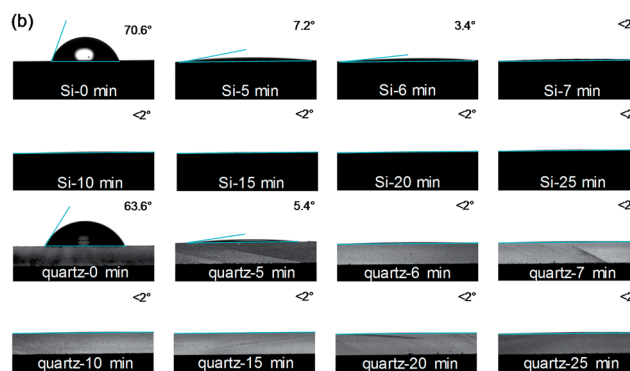 (b)
70.6° 7.2° 3.4° <2
Si-0 min Si-5 min Si-6 min Si-7 min
<2° <2° <2° <2
Si-10 min Si-15 min Si-20 min Si-25 min
63.6° 5.4° <2° <2
quartz-0 min quartz-5 min quartz-6 min quartz-7 min
<2° <2° <2° <2
quartz-10 min quartz-15 min quartz-20 min quartz-25 min